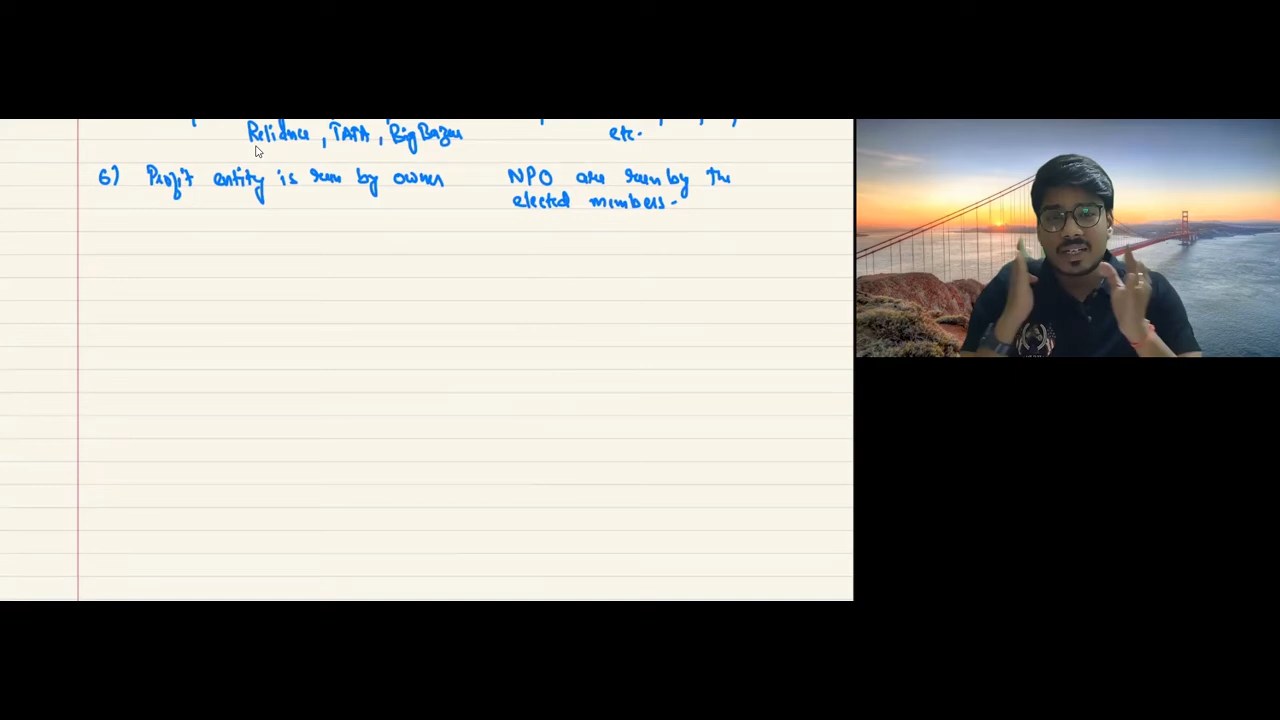 Reliance, TATA, Big Bazar
etc.
6) Profit entity is run by owner
NPO are run by the
elected members.